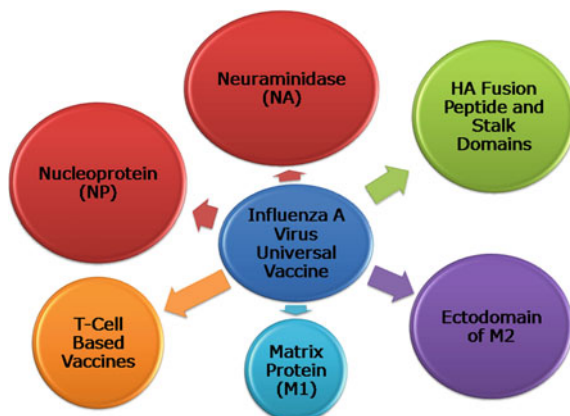 Neuraminidase
(NA)
HA Fusion
Peptide and
Stalk
Domains
Nucleoprotein
(NP)
Influenza A
Virus
Universal
Vaccine
T-Cell
Based
Vaccines
Matrix
Protein
(M1)
Ectodomain
of M2